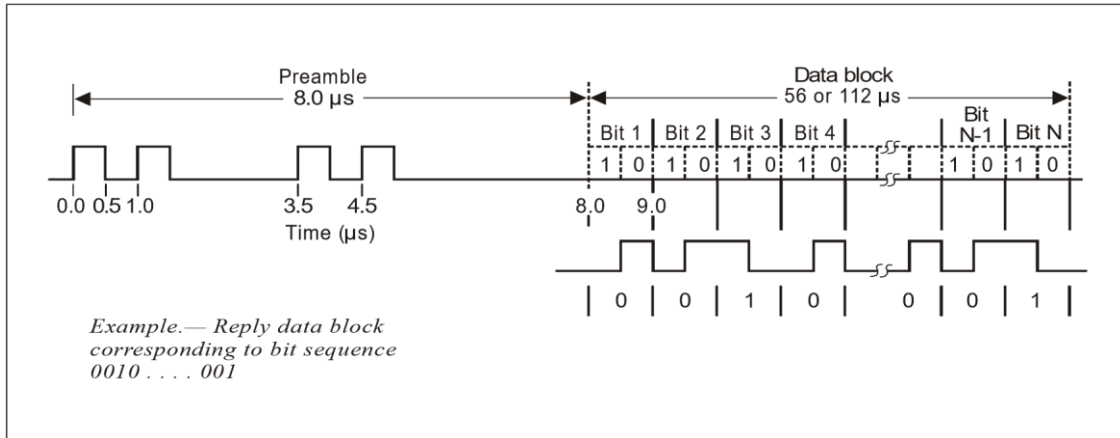 Preamble
8.0 µs
Data block
56 or 112 µs
Bit 1 Bit 2 Bit 3 Bit 4 Bit N-1 Bit N
1 0 1 0 1 0 1 0 1 0 1 0
0.0 0.5 1.0 3.5 4.5 8.0 9.0
Time (µs)
0 0 1 0 0 0 1
Example.— Reply data block
corresponding to bit sequence
0010 . . . . 001